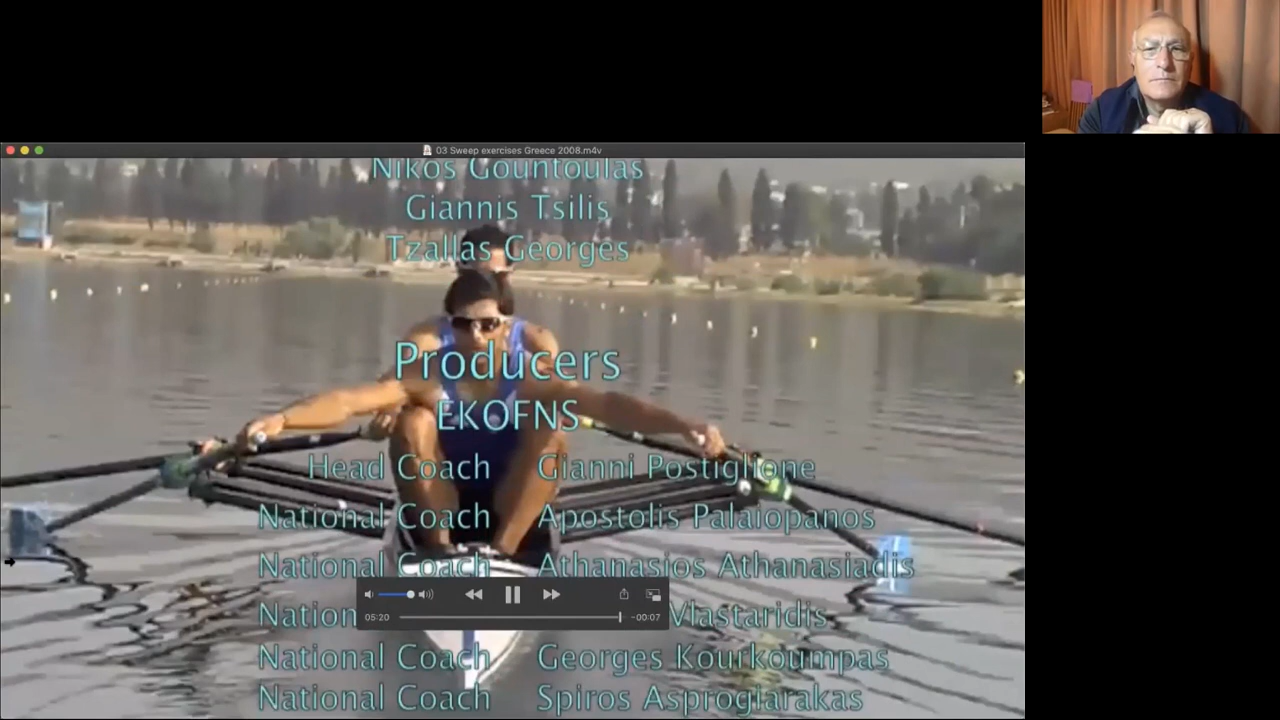 03 Sweep exercises Greece 2008.m4v
Nikos Gountoulas
Giannis Tsilis
Tzallas Georges
Producers
EKOFNS
Head Coach Gianni Postiglione
National Coach Apostolis Palaiopanos
National Coach Athanasios Athanasiadis
Vlastaridis
05:20 -00:07
National Coach Georges Kourkoumpas
National Coach Spiros Asprogiarakas